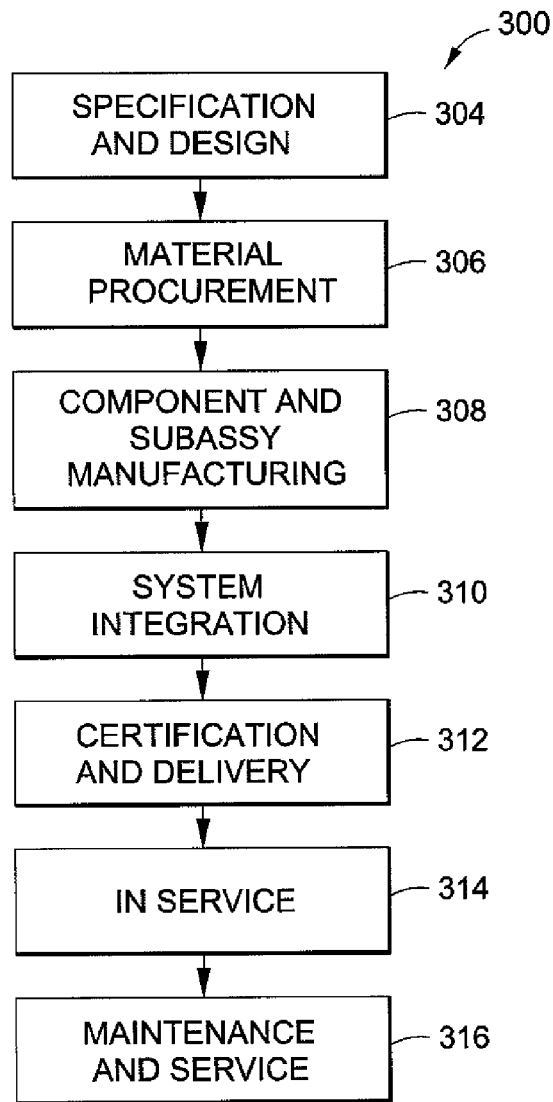 300
SPECIFICATION
AND DESIGN
304
MATERIAL
PROCUREMENT
306
COMPONENT AND
SUBASSY
MANUFACTURING
308
SYSTEM
INTEGRATION
310
CERTIFICATION
AND DELIVERY
312
IN SERVICE
314
MAINTENANCE
AND SERVICE
316